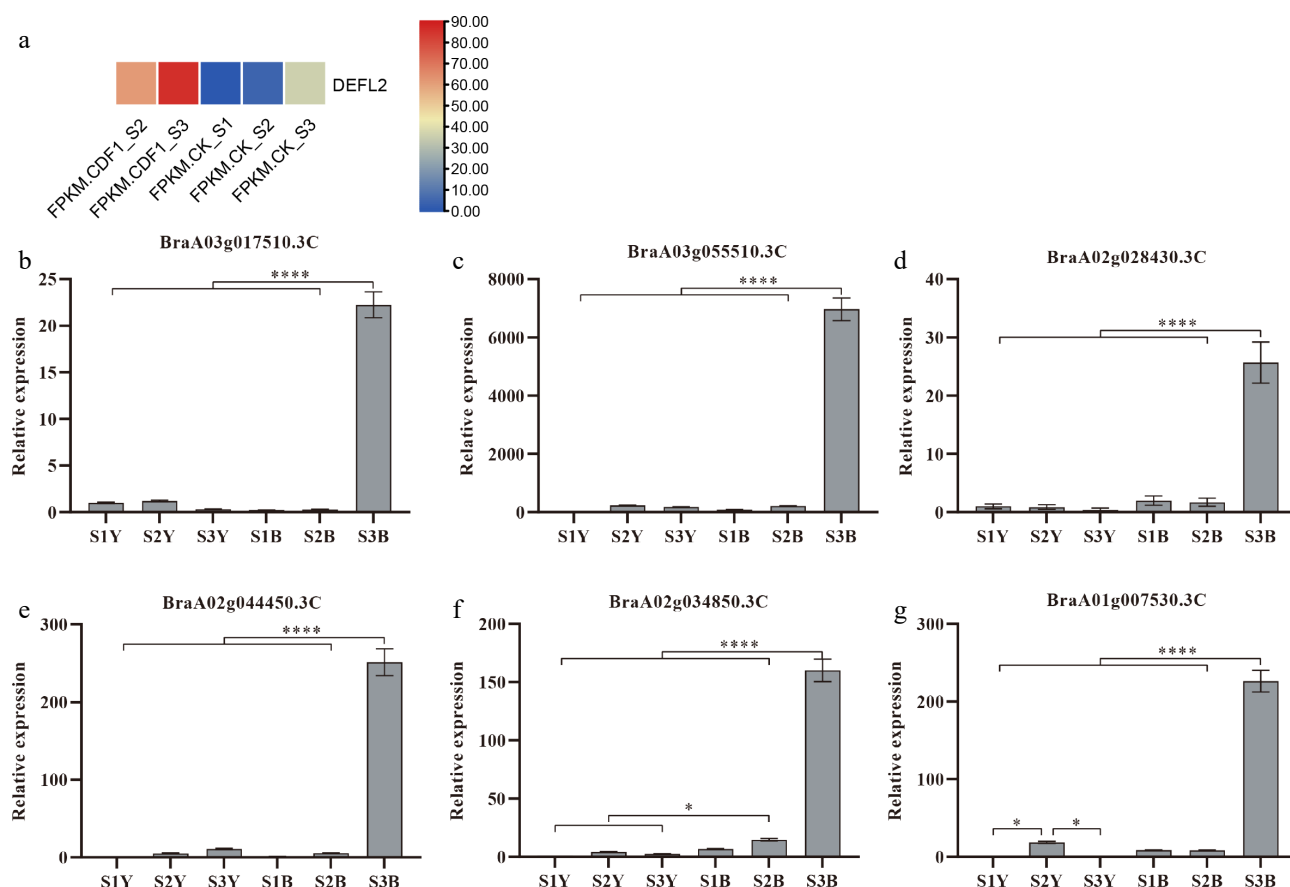 a
DEFL2
FPKM.CDF1_S2
FPKM.CDF1_S3
FPKM.CK_S1
FPKM.CK_S2
FPKM.CK_S3
90.00
80.00
70.00
60.00
50.00
40.00
30.00
20.00
10.00
0.00
b
BraA03g017510.3C
****
Relative expression
25
20
15
10
5
0
S1Y S2Y S3Y S1B S2B S3B
c
BraA03g055510.3C
****
Relative expression
8000
6000
4000
2000
0
S1Y S2Y S3Y S1B S2B S3B
d
BraA02g028430.3C
****
Relative expression
40
30
20
10
0
S1Y S2Y S3Y S1B S2B S3B
e
BraA02g044450.3C
****
Relative expression
300
200
100
0
S1Y S2Y S3Y S1B S2B S3B
f
BraA02g034850.3C
****
*
Relative expression
200
150
100
50
0
S1Y S2Y S3Y S1B S2B S3B
g
BraA01g007530.3C
****
* *
Relative expression
300
200
100
0
S1Y S2Y S3Y S1B S2B S3B